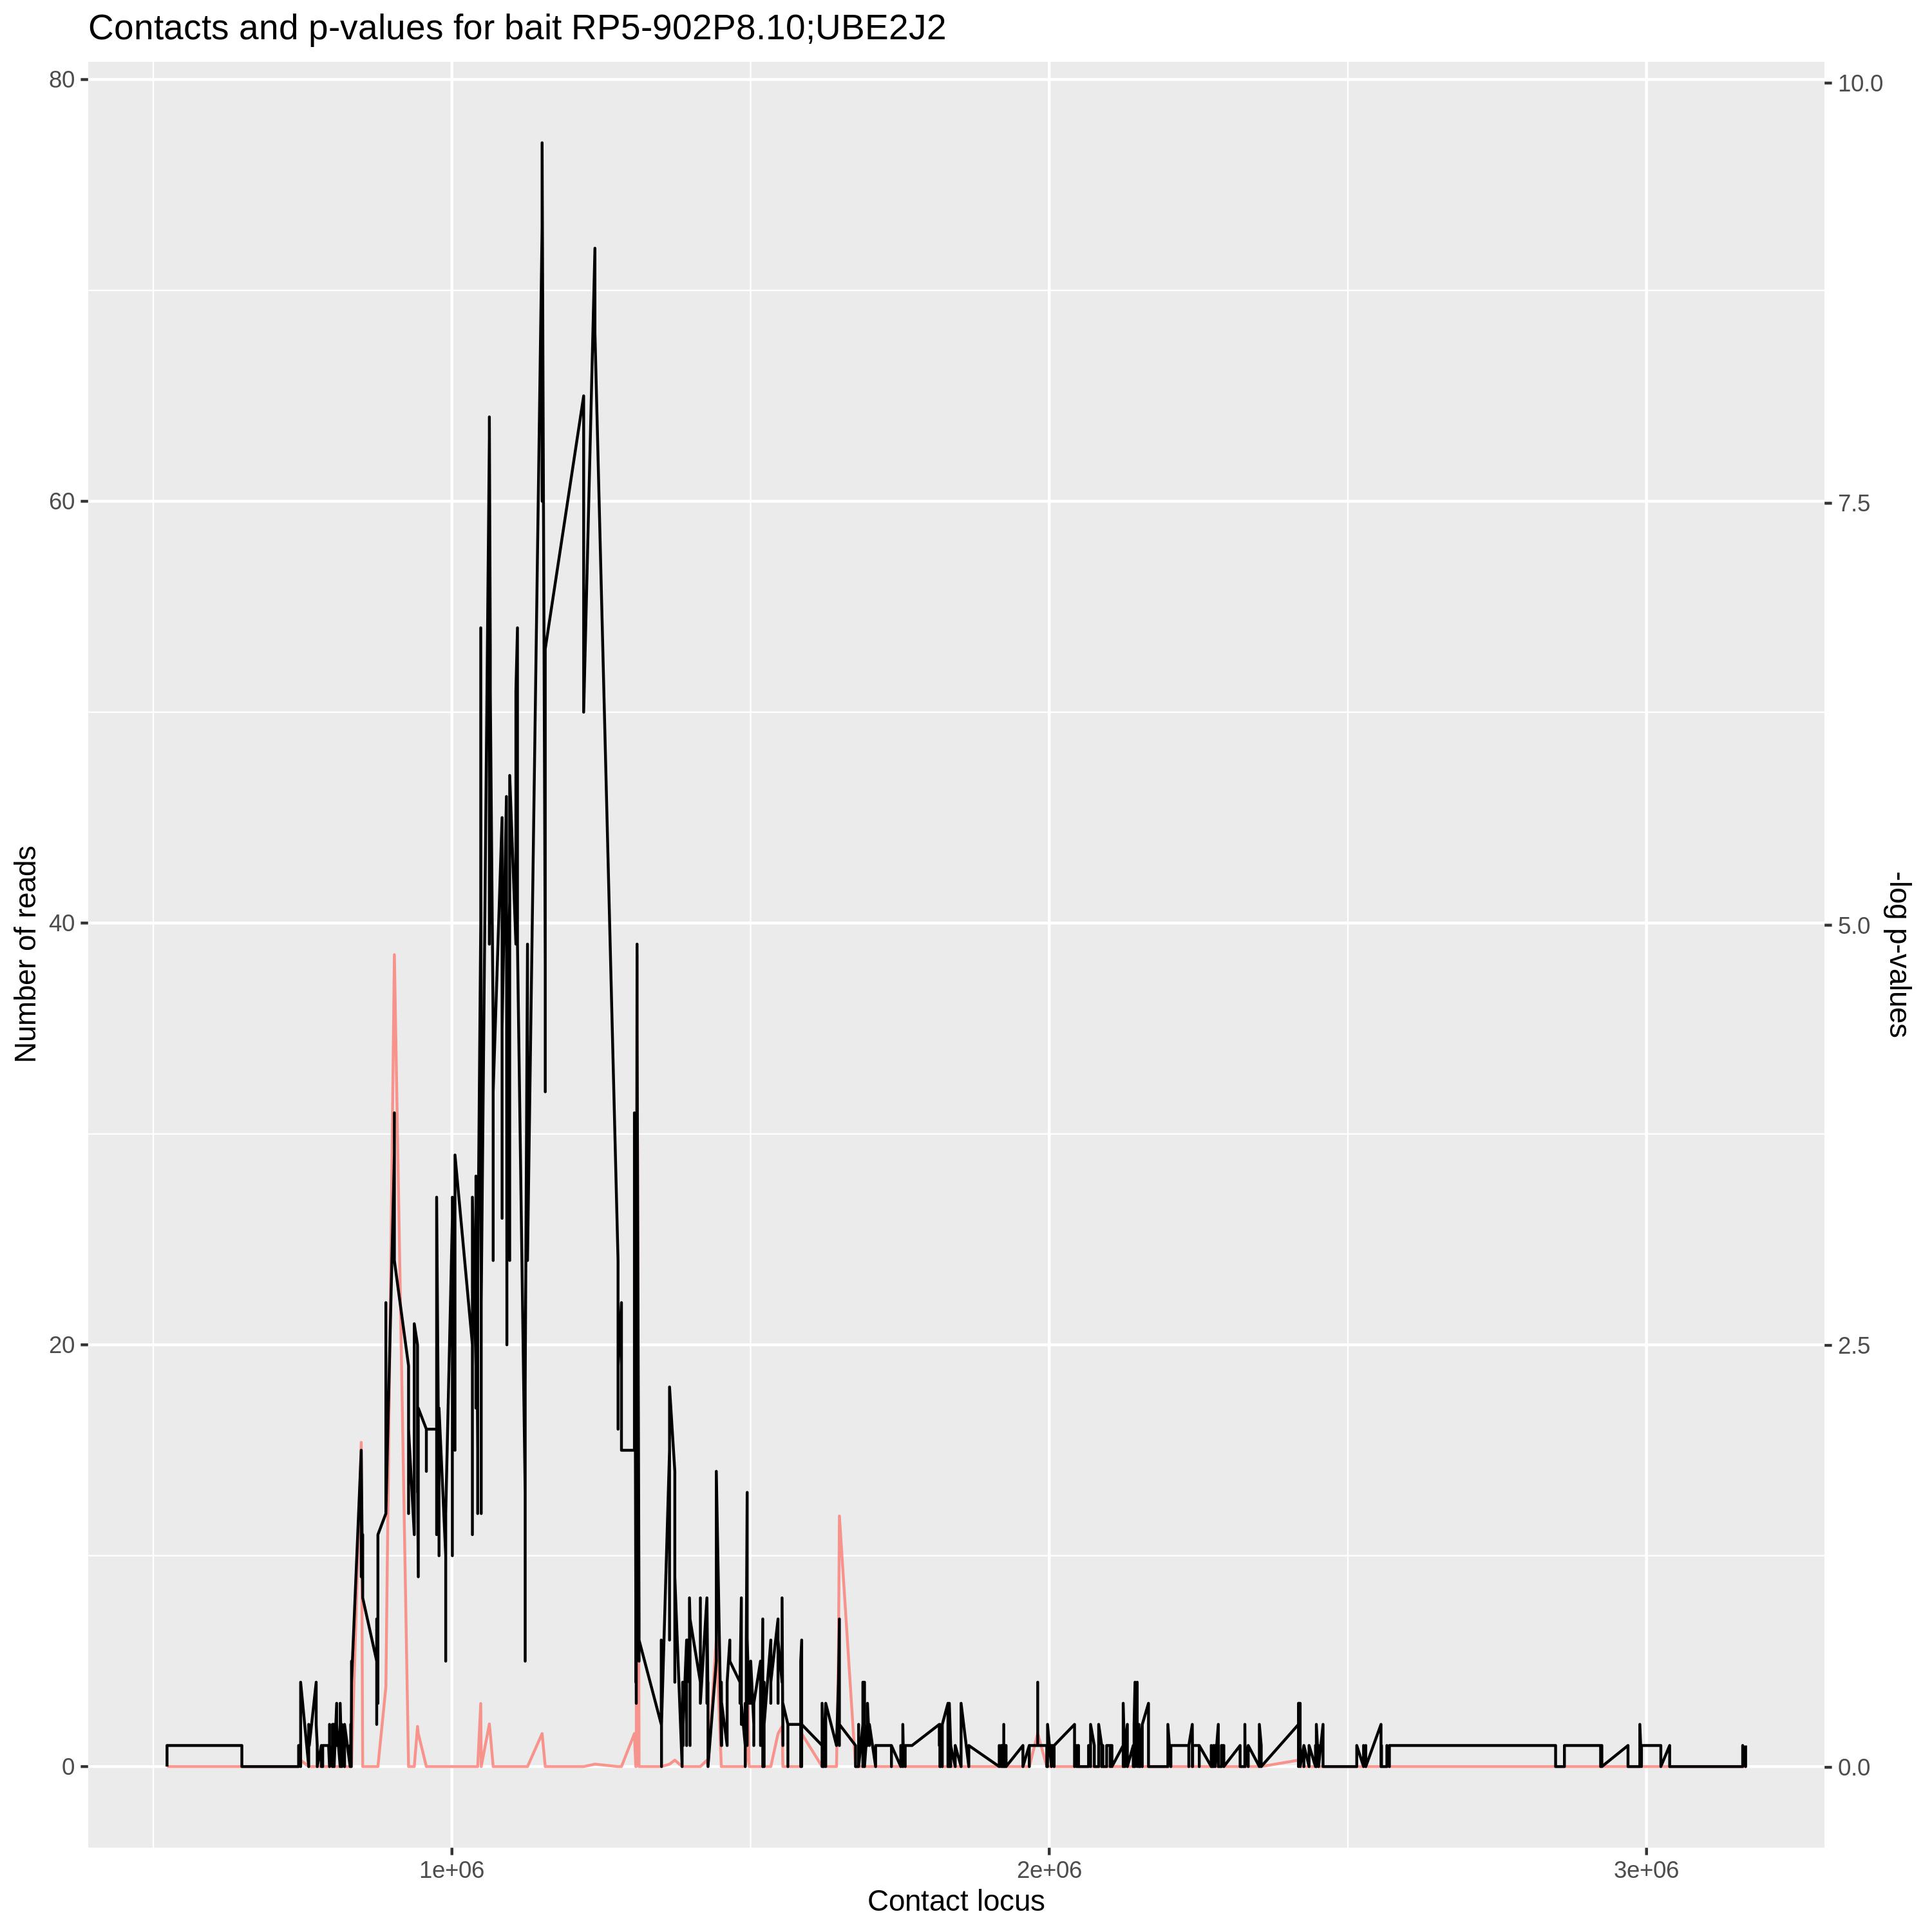 Contacts and p-values for bait RP5-902P8.10;UBE2J2
80
60
40
20
0
Number of reads
10.0
7.5
5.0
2.5
0.0
-log p-values
1e+06
2e+06
3e+06
Contact locus